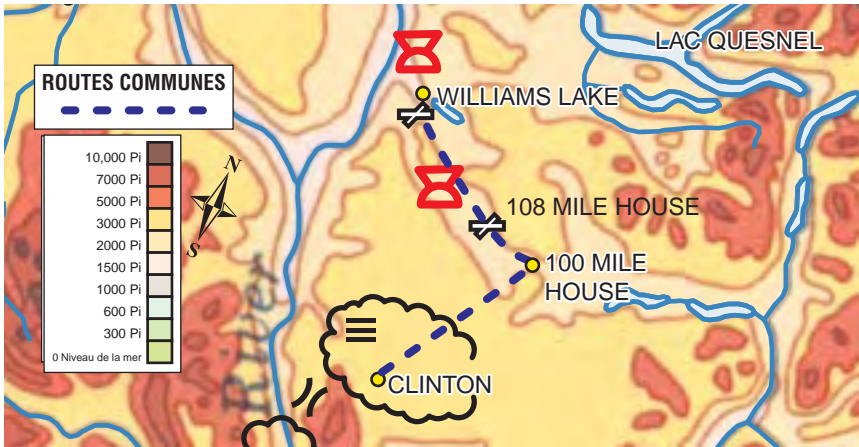 ROUTES COMMUNES
10,000 Pi
7000 Pi
5000 Pi
3000 Pi
2000 Pi
1500 Pi
1000 Pi
600 Pi
300 Pi
0 Niveau de la mer
N
S
LAC QUESNEL
WILLIAMS LAKE
108 MILE HOUSE
100 MILE
HOUSE
River
CLINTON